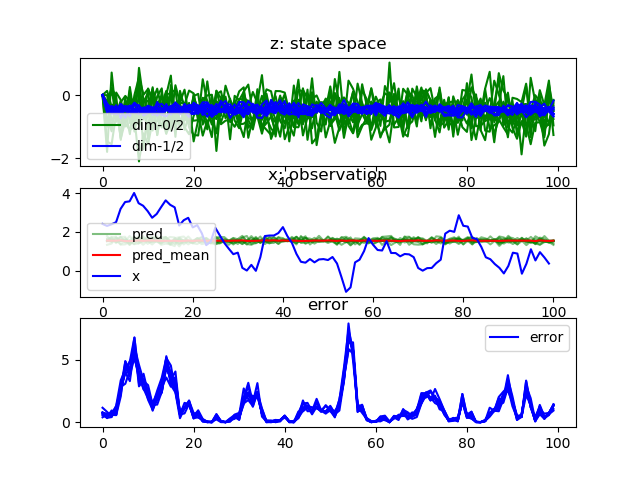 z: state space
0
−2
dim-0/2
dim-1/2
0 20 40 60 80 100
x: observation
4
2
0
pred
pred_mean
x
0 20 40 60 80 100
error
5
0
error
0 20 40 60 80 100